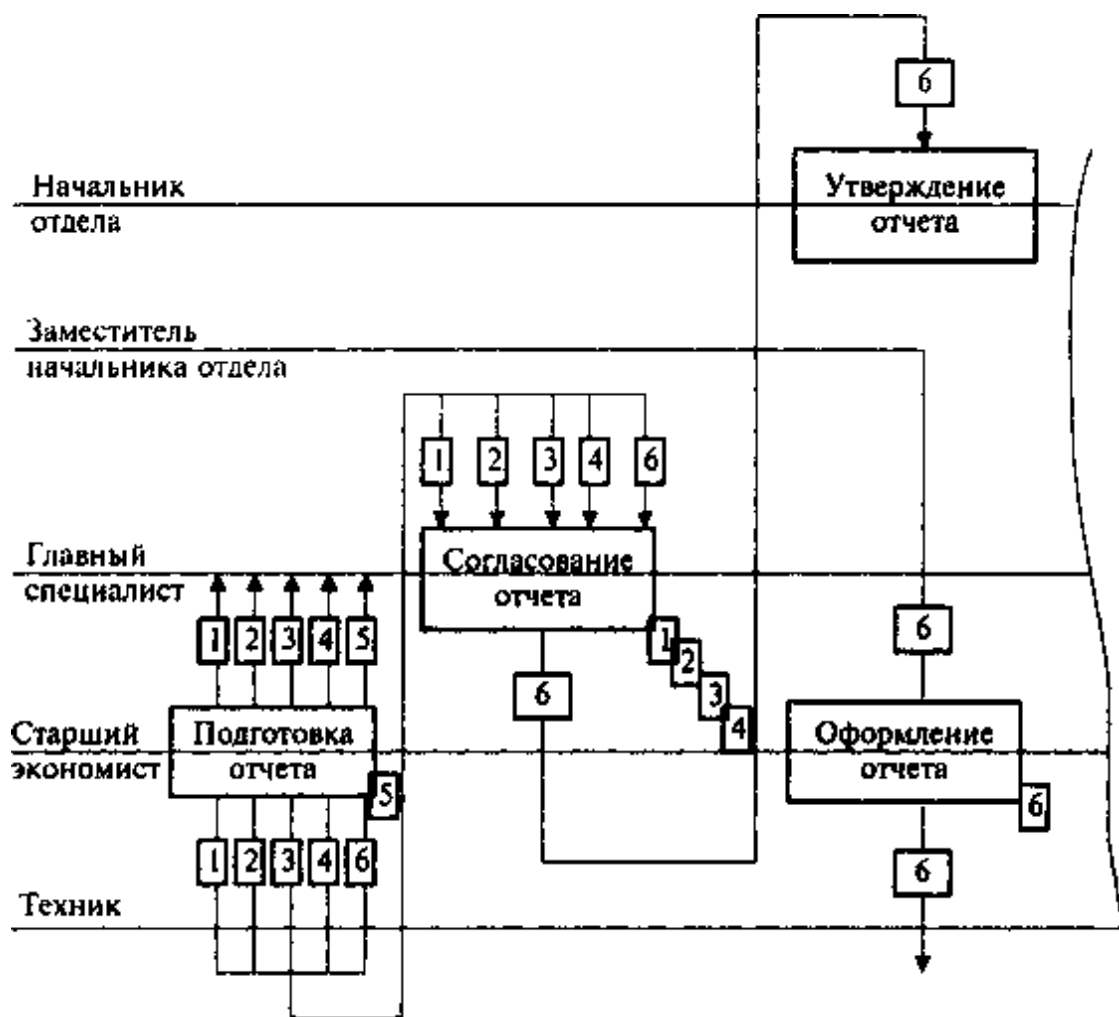 6
Начальник
отдела
Утверждение
отчета
Заместитель
начальника отдела
1 2 3 4 6
Главный
специалист
Согласование
отчета
1 2 3 4 5
6
1
2
3
4
6
Старший
экономист
Подготовка
отчета
5
Оформление
отчета
6
1 2 3 4 6
6
Техник